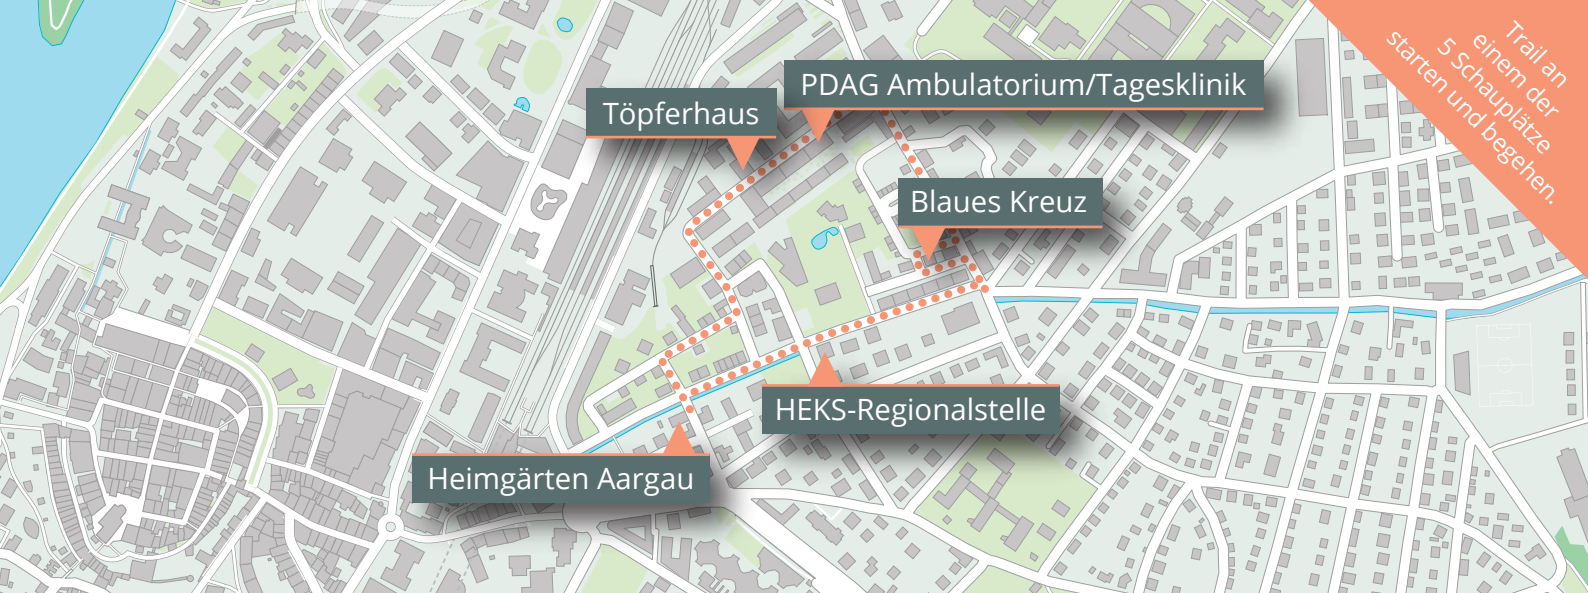 Trail an
einem der
5 Schauplätze
starten und begehen.
PDAG Ambulatorium/Tagesklinik
Töpferhaus
Blaues Kreuz
HEKS-Regionalstelle
Heimgärten Aargau